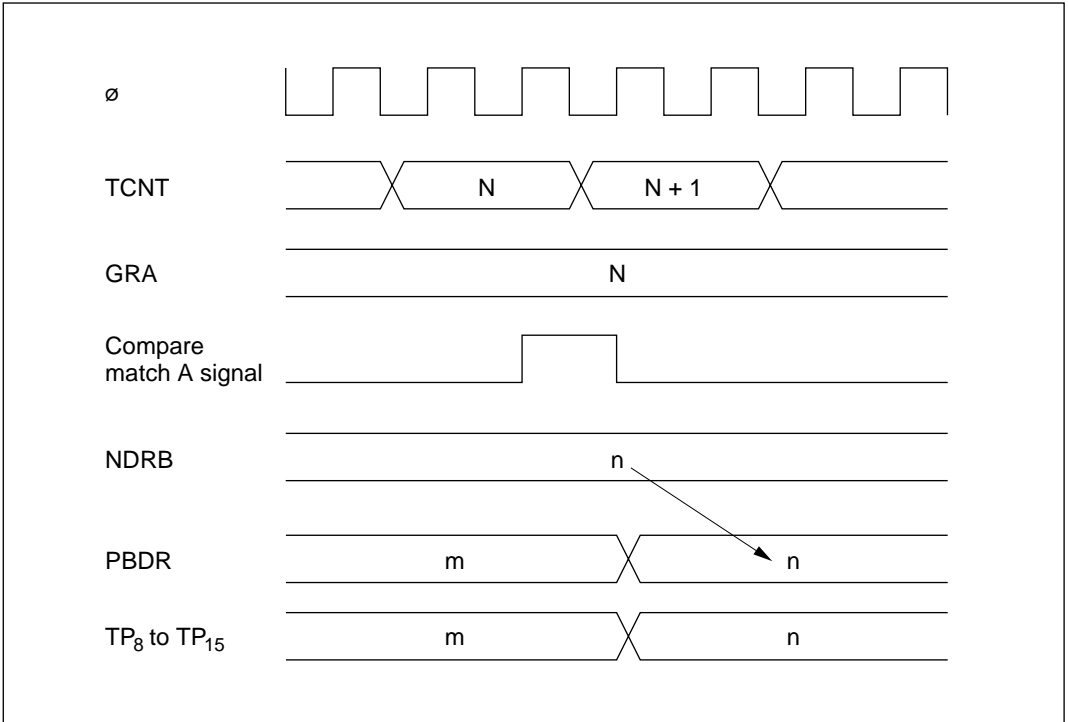 ø
TCNT N N + 1
GRA N
Compare
match A signal
NDRB n
PBDR m n
TP8 to TP15 m n